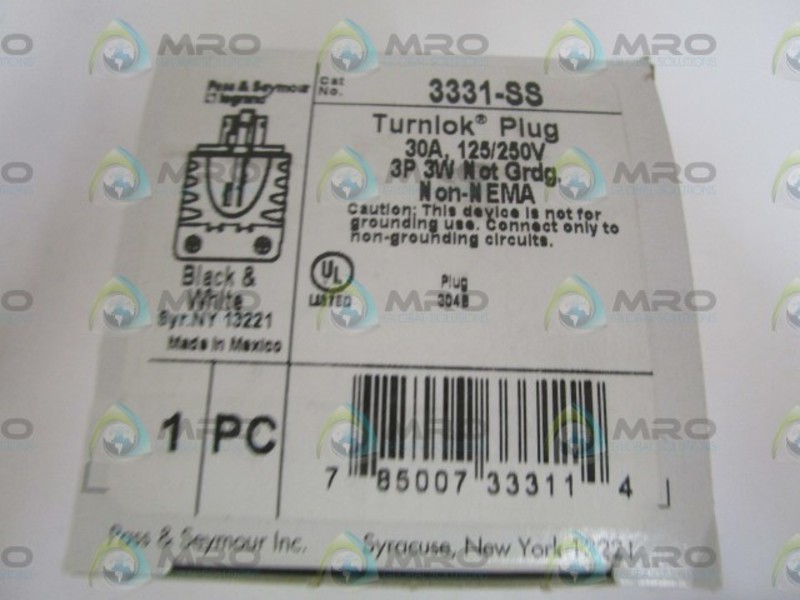 Pass & Seymour
legrand
Cat.
No.
3331-SS
Turnlok® Plug
30A, 125/250V
3P 3W Not Grdg.
Non-NEMA
Caution: This device is not for
grounding use. Connect only to
non-grounding circuits.
UL
LISTED
Plug
304B
Black &
White
Syr.NY 13221
Made in Mexico
1 PC
7 85007 33311 4
Pass & Seymour Inc. Syracuse, New York 13221
MRO